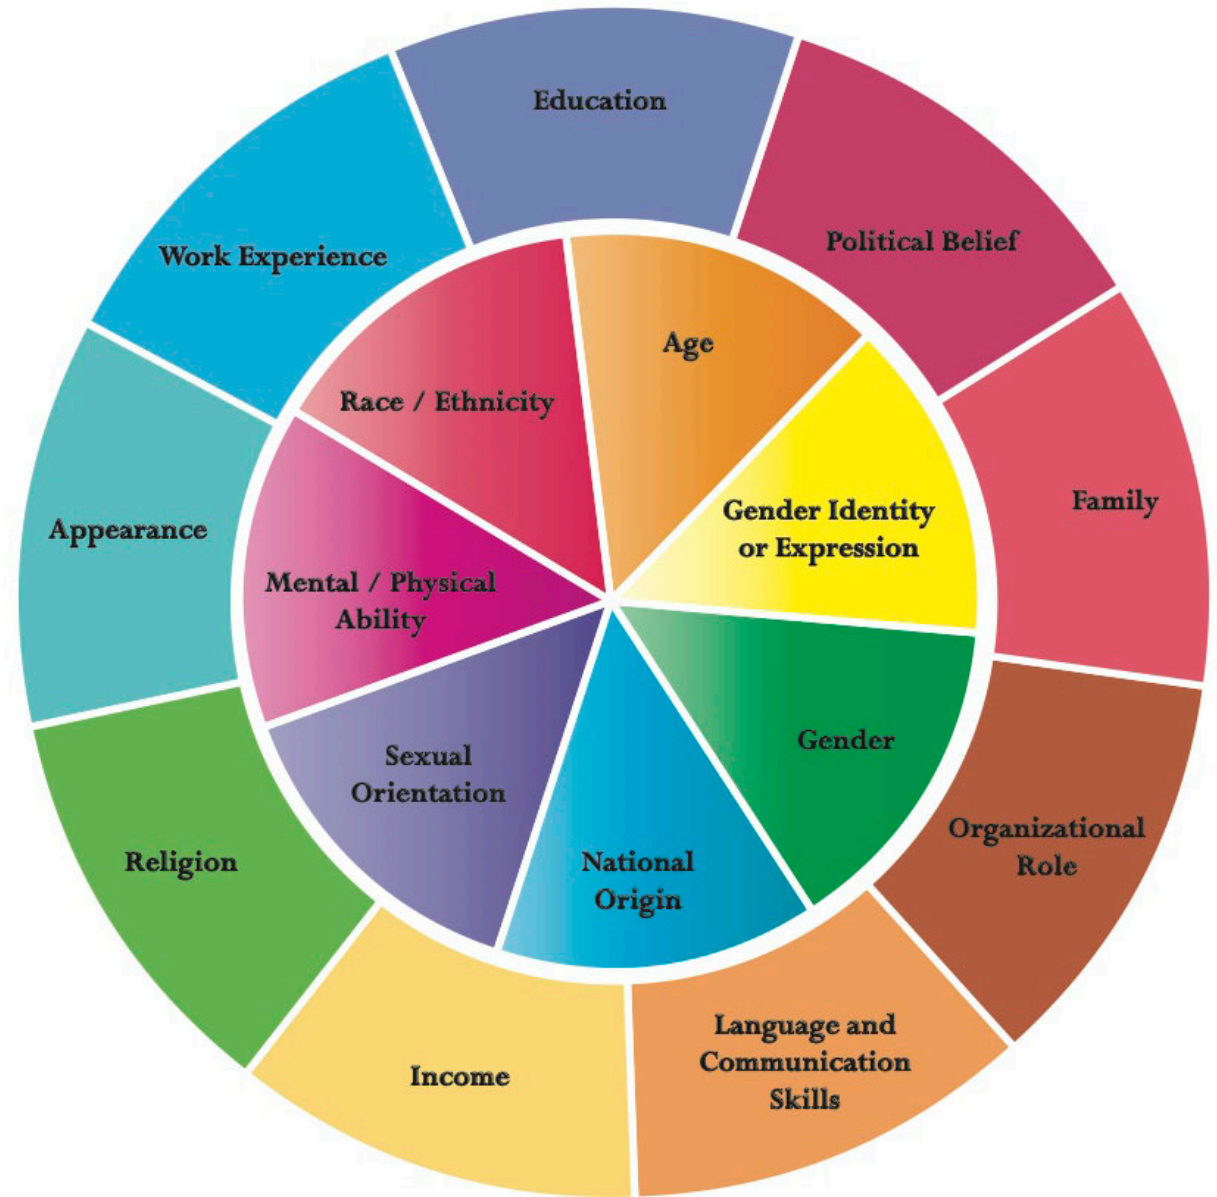 Education
Political Belief
Family
Organizational
Role
Language and
Communication
Skills
Income
Religion
Appearance
Work Experience
Age
Gender Identity
or Expression
Gender
National
Origin
Sexual
Orientation
Mental / Physical
Ability
Race / Ethnicity